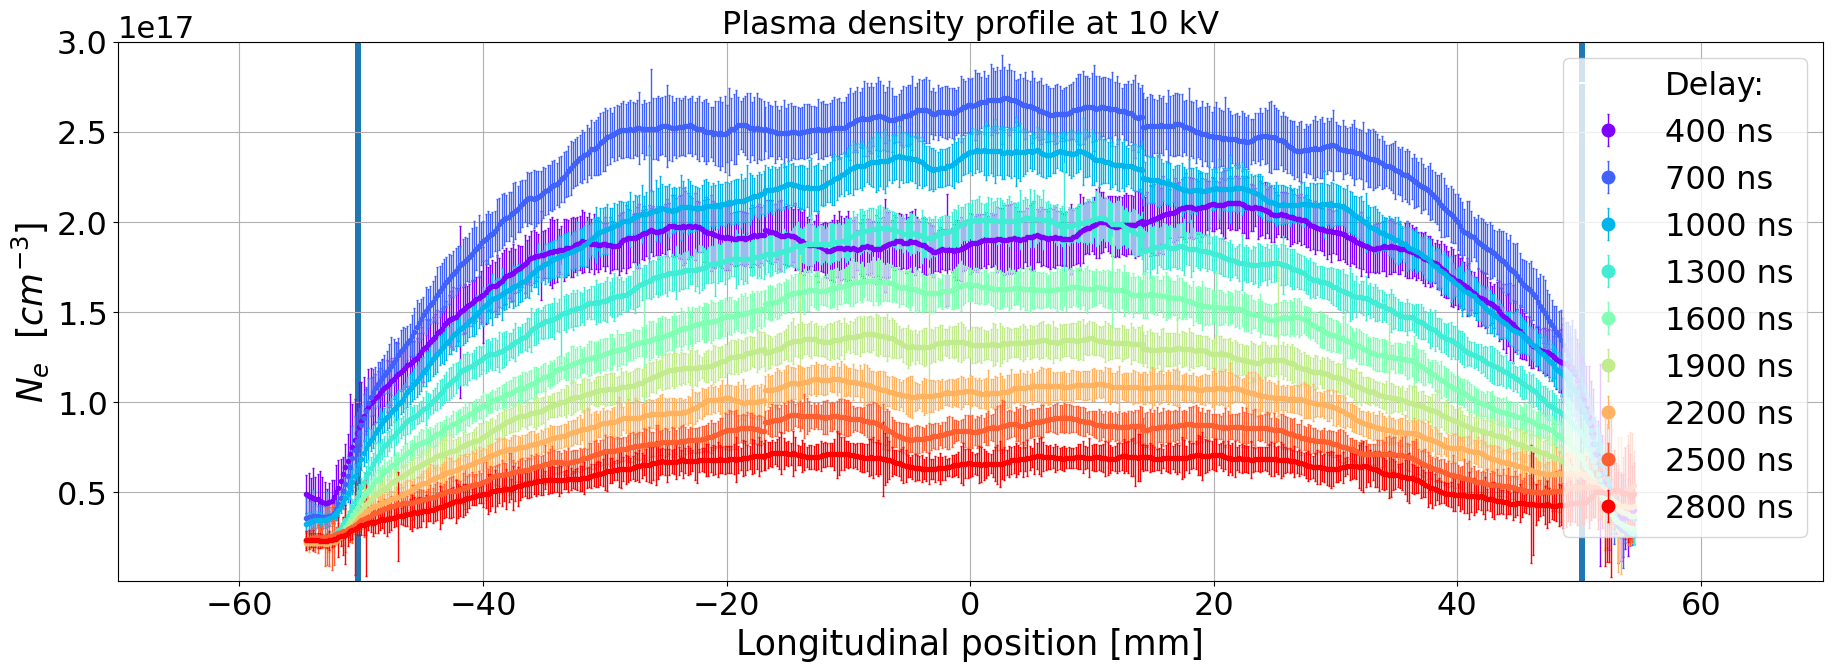 Plasma density profile at 10 kV
1e17
3.0
2.5
2.0
1.5
1.0
0.5
N_e [cm^{-3}]
−60 −40 −20 0 20 40 60
Longitudinal position [mm]
Delay:
400 ns
700 ns
1000 ns
1300 ns
1600 ns
1900 ns
2200 ns
2500 ns
2800 ns